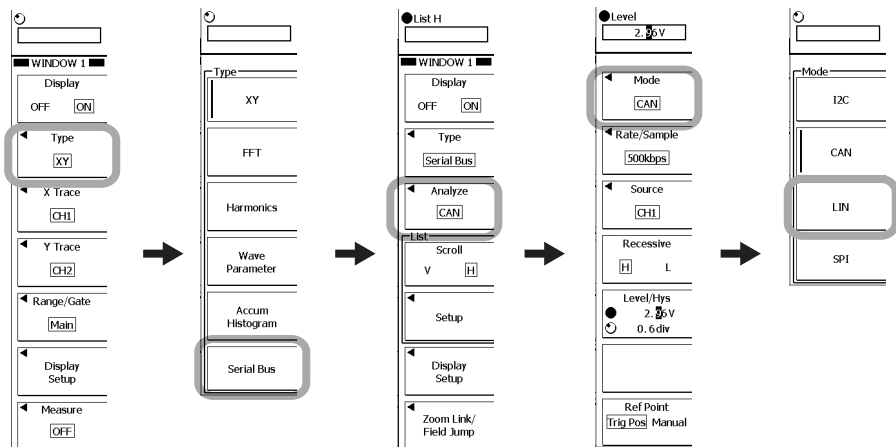 WINDOW 1
Display
OFF ON
Type
XY
X Trace
CH1
Y Trace
CH2
Range/Gate
Main
Display
Setup
Measure
OFF
Type
XY
FFT
Harmonics
Wave
Parameter
Accum
Histogram
Serial Bus
List H
WINDOW 1
Display
OFF ON
Type
Serial Bus
Analyze
CAN
List
Scroll
V H
Setup
Display
Setup
Zoom Link/
Field Jump
Level
2.96V
Mode
CAN
Rate/Sample
500kbps
Source
CH1
Recessive
H L
Level/Hys
2.96V
0.6div
Ref Point
Trig Pos Manual
Mode
I2C
CAN
LIN
SPI